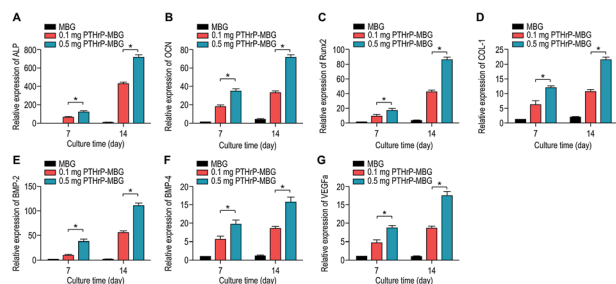 A
MBG
0.1 mg PTHrP-MBG
0.5 mg PTHrP-MBG
Relative expression of ALP
800
600
400
200
0
*
*
7
14
Culture time (day)
B
MBG
0.1 mg PTHrP-MBG
0.5 mg PTHrP-MBG
Relative expression of OCN
80
60
40
20
0
*
*
7
14
Culture time (day)
C
MBG
0.1 mg PTHrP-MBG
0.5 mg PTHrP-MBG
Relative expression of Runx2
100
80
60
40
20
0
*
*
7
14
Culture time (day)
D
MBG
0.1 mg PTHrP-MBG
0.5 mg PTHrP-MBG
Relative expression of COL-1
25
20
15
10
5
0
*
*
7
14
Culture time (day)
E
MBG
0.1 mg PTHrP-MBG
0.5 mg PTHrP-MBG
Relative expression of BMP-2
150
100
50
0
*
*
7
14
Culture time (day)
F
MBG
0.1 mg PTHrP-MBG
0.5 mg PTHrP-MBG
Relative expression of BMP-4
20
15
10
5
0
*
*
7
14
Culture time (day)
G
MBG
0.1 mg PTHrP-MBG
0.5 mg PTHrP-MBG
Relative expression of VEGFa
20
15
10
5
0
*
*
7
14
Culture time (day)